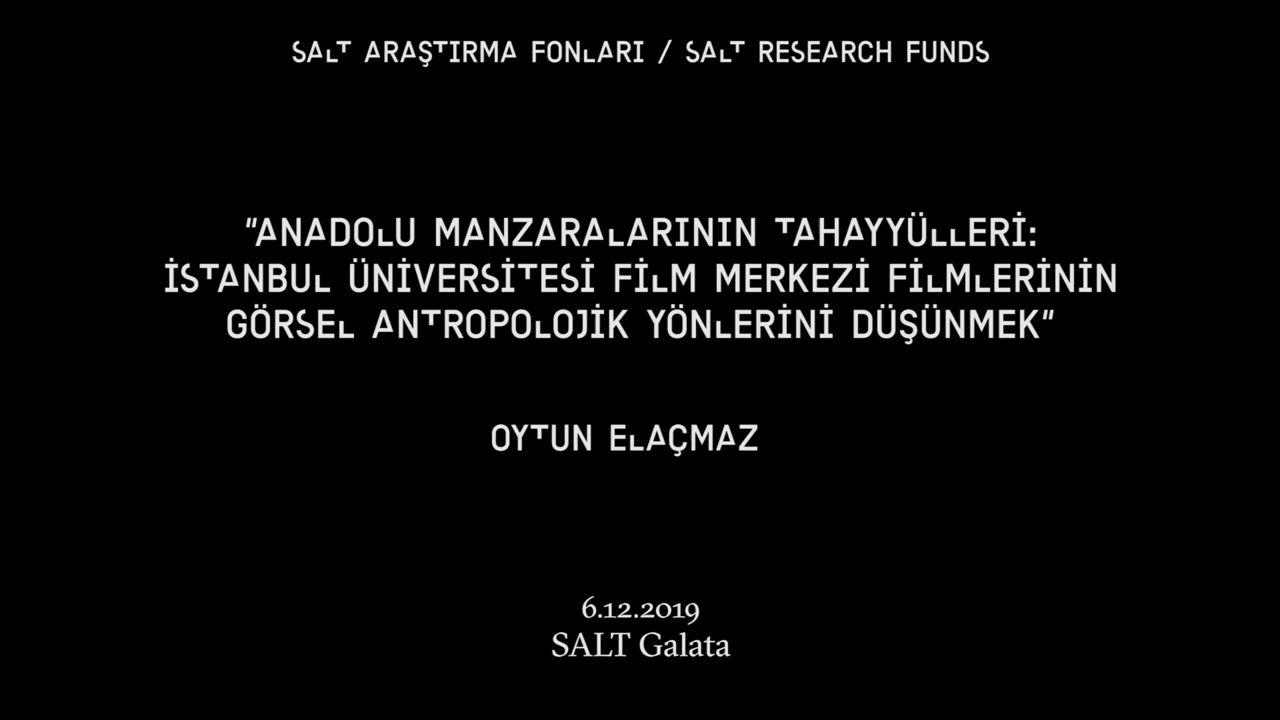 SALT ARAŞTIRMA FONLARI / SALT RESEARCH FUNDS
"ANADOLU MANZARALARININ TAHAYYÜLLERİ:
İSTANBUL ÜNİVERSİTESİ FİLM MERKEZİ FİLMLERİNİN
GÖRSEL ANTROPOLOJİK YÖNLERİNİ DÜŞÜNMEK"
OYTUN ELAÇMAZ
6.12.2019
SALT Galata